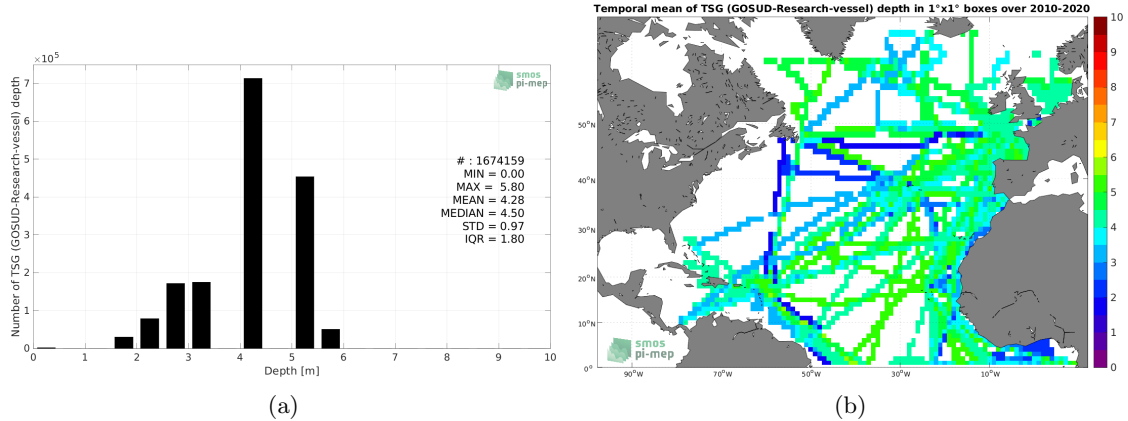 Temporal mean of TSG (GOSUD-Research-vessel) depth in 1°x1° boxes over 2010-2020
×10⁵
Number of TSG (GOSUD-Research-vessel) depth
7
6
5
4
3
2
1
0
smos
pi-mep
# : 1674159
MIN = 0.00
MAX = 5.80
MEAN = 4.28
MEDIAN = 4.50
STD = 0.97
IQR = 1.80
0 1 2 3 4 5 6 7 8 9 10
Depth [m]
(a)
50°N
40°N
30°N
20°N
10°N
0°
90°W 70°W 50°W 30°W 10°W
smos
pi-mep
10
9
8
7
6
5
4
3
2
1
0
(b)